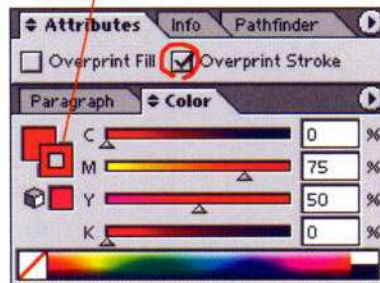 Attributes Info Pathfinder
Overprint Fill Overprint Stroke
Paragraph Color
C 0 %
M 75 %
Y 50 %
K 0 %